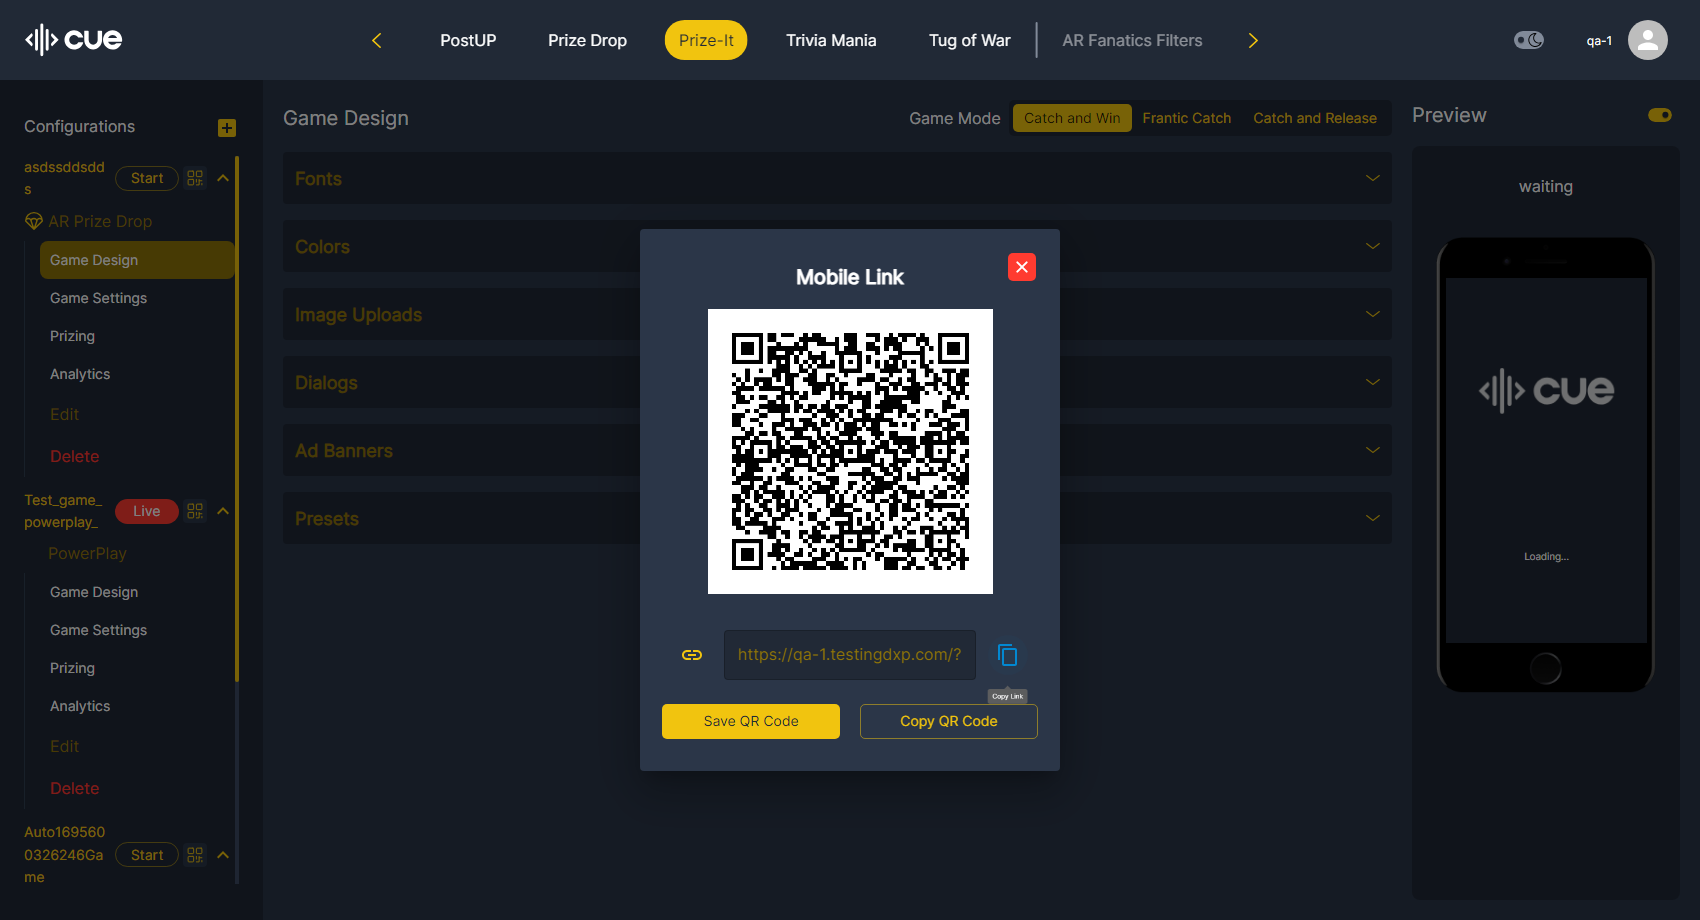 cue
PostUP
Prize Drop
Prize-It
Trivia Mania
Tug of War
AR Fanatics Filters
qa-1
Configurations
asdssddsdd
s
Start
AR Prize Drop
Game Design
Game Settings
Prizing
Analytics
Edit
Delete
Test_game_
powerplay_
Live
PowerPlay
Game Design
Game Settings
Prizing
Analytics
Edit
Delete
Auto169560
0326246Ga
me
Start
Game Design
Game Mode
Catch and Win
Frantic Catch
Catch and Release
Fonts
Colors
Image Uploads
Dialogs
Ad Banners
Presets
Mobile Link
https://qa-1.testingdxp.com/?
Copy Link
Save QR Code
Copy QR Code
Preview
waiting
cue
Loading...